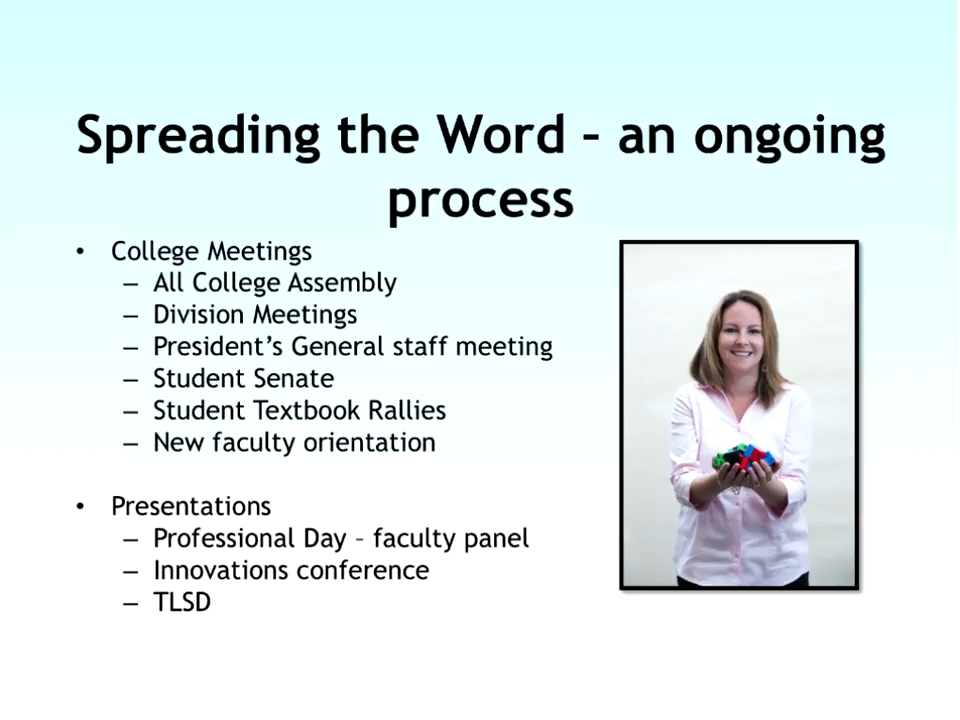 Spreading the Word – an ongoing
process
• College Meetings
– All College Assembly
– Division Meetings
– President’s General staff meeting
– Student Senate
– Student Textbook Rallies
– New faculty orientation
• Presentations
– Professional Day – faculty panel
– Innovations conference
– TLSD